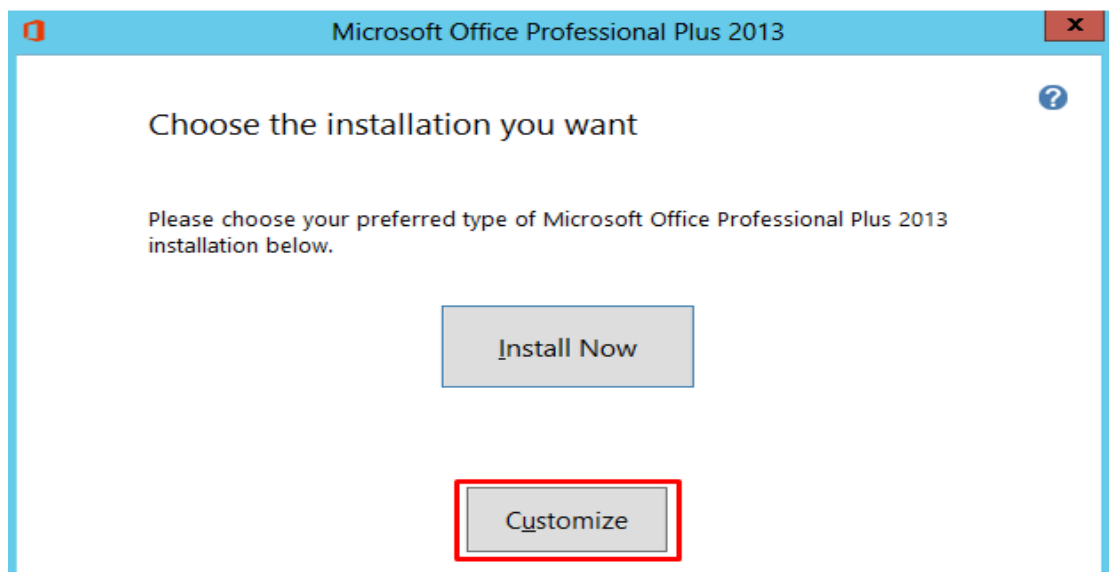 Microsoft Office Professional Plus 2013
x
?
Choose the installation you want
Please choose your preferred type of Microsoft Office Professional Plus 2013
installation below.
Install Now
Customize